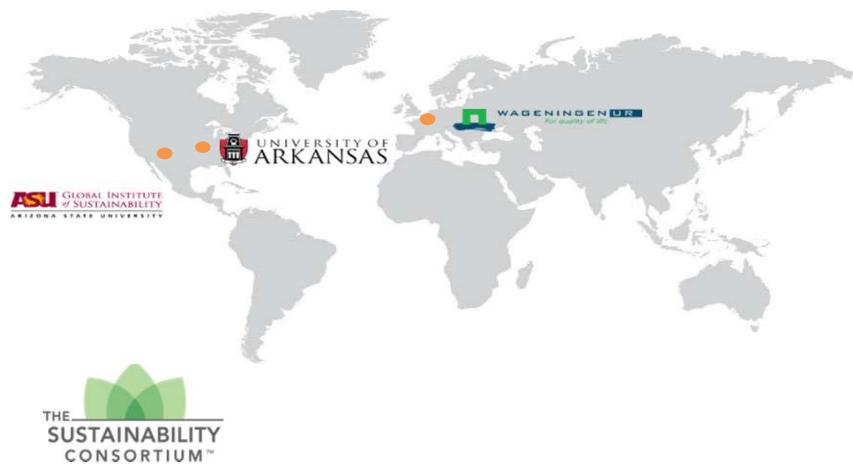 WAGENINGEN UR
For quality of life
UNIVERSITY OF
ARKANSAS
ASU GLOBAL INSTITUTE
of SUSTAINABILITY
ARIZONA STATE UNIVERSITY
THE
SUSTAINABILITY
CONSORTIUM™